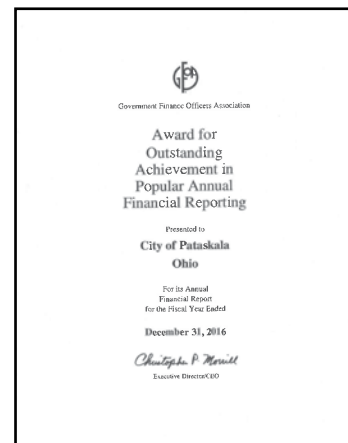 GFOA
Government Finance Officers Association
Award for
Outstanding
Achievement in
Popular Annual
Financial Reporting
Presented to
City of Pataskala
Ohio
For its Annual
Financial Report
for the Fiscal Year Ended
December 31, 2016
Christopher P. Morrill
Executive Director/CEO